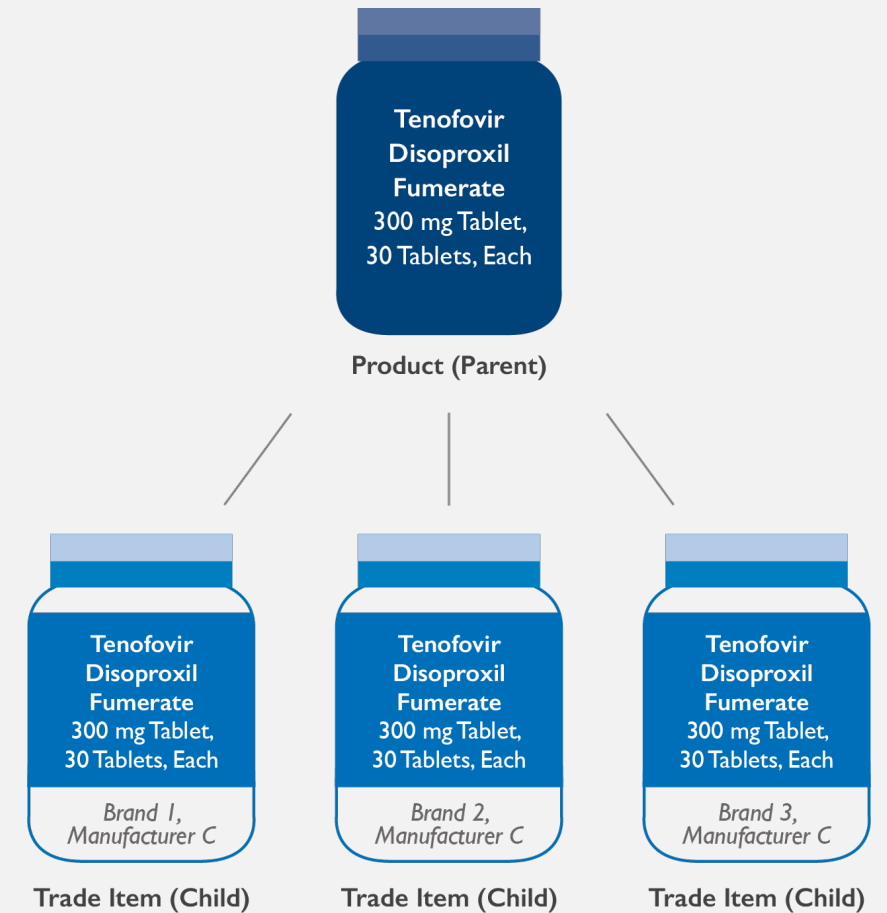 Tenofovir
Disoproxil
Fumerate
300 mg Tablet,
30 Tablets, Each
Product (Parent)
Tenofovir
Disoproxil
Fumerate
300 mg Tablet,
30 Tablets, Each
Brand 1,
Manufacturer C
Trade Item (Child)
Tenofovir
Disoproxil
Fumerate
300 mg Tablet,
30 Tablets, Each
Brand 2,
Manufacturer C
Trade Item (Child)
Tenofovir
Disoproxil
Fumerate
300 mg Tablet,
30 Tablets, Each
Brand 3,
Manufacturer C
Trade Item (Child)